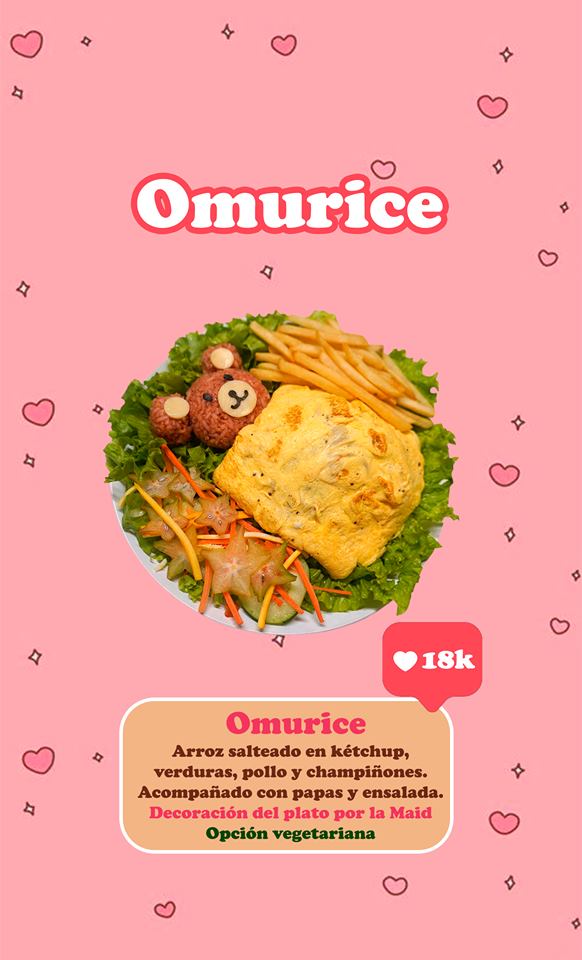 Omurice
18k
Omurice
Arroz salteado en kétchup,
verduras, pollo y champiñones.
Acompañado con papas y ensalada.
Decoración del plato por la Maid
Opción vegetariana